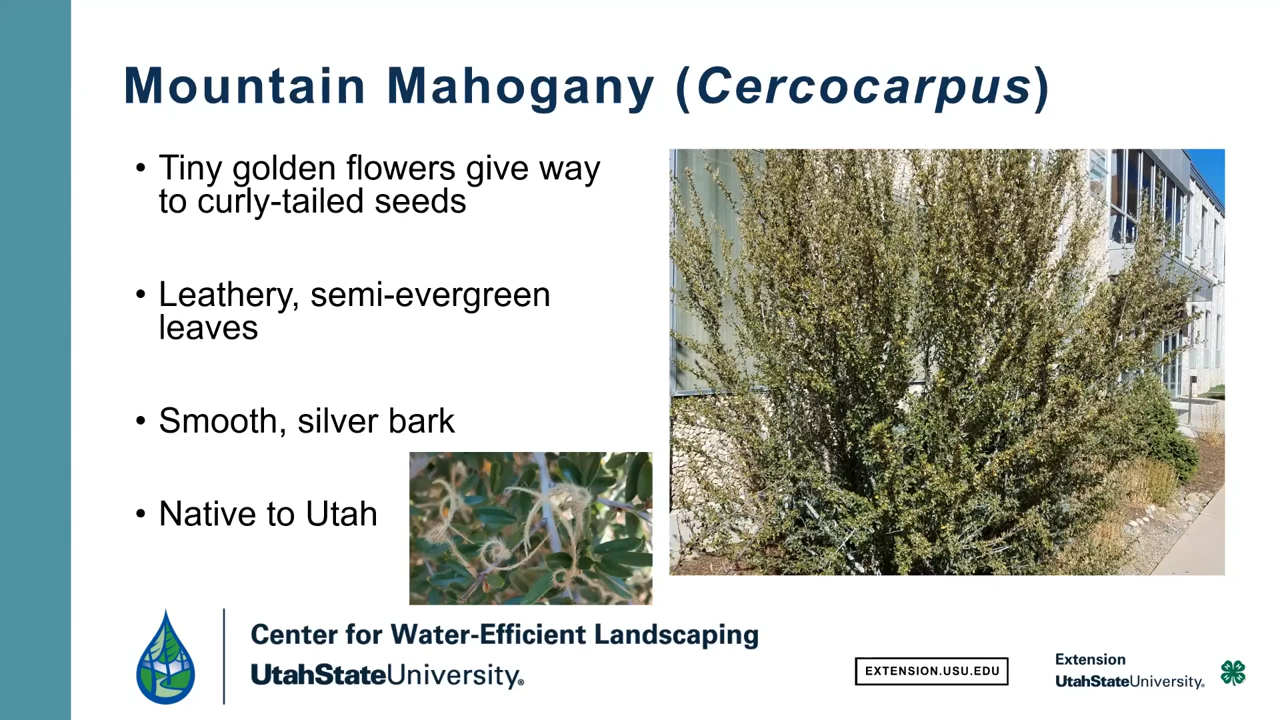 Mountain Mahogany (Cercocarpus)
• Tiny golden flowers give way
to curly-tailed seeds
• Leathery, semi-evergreen
leaves
• Smooth, silver bark
• Native to Utah
Center for Water-Efficient Landscaping
UtahStateUniversity®
EXTENSION.USU.EDU
Extension
UtahStateUniversity®